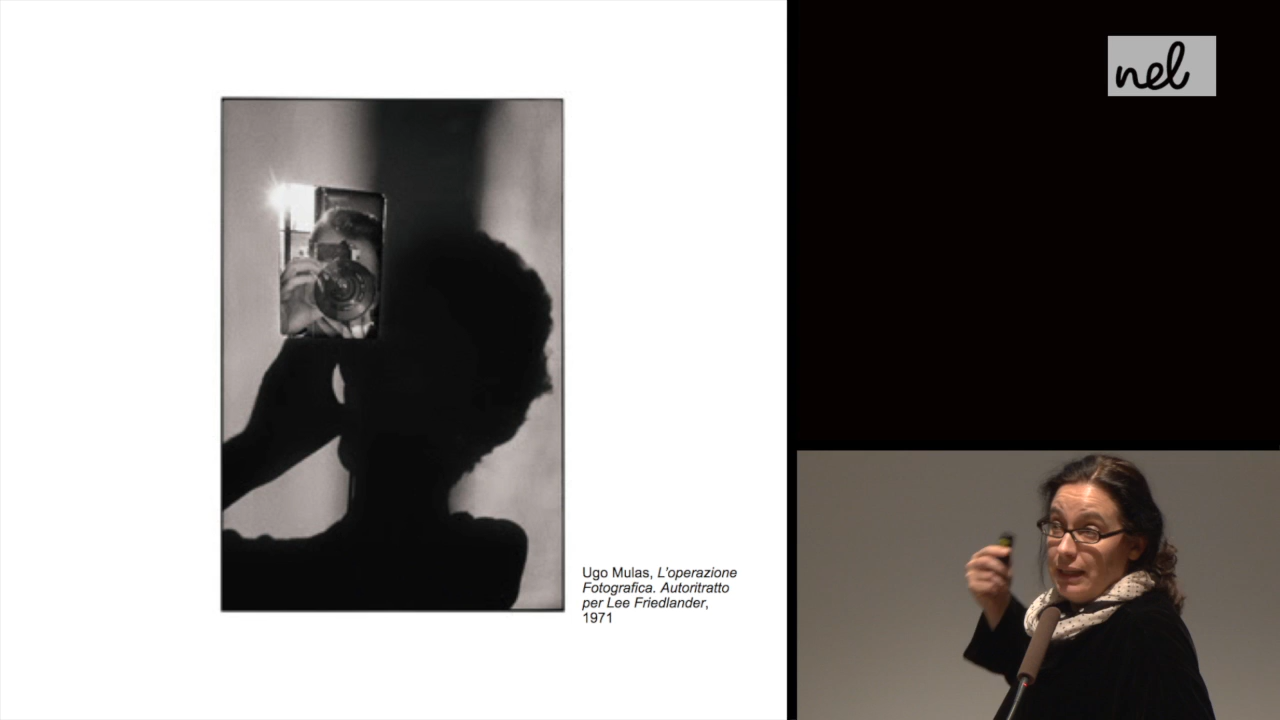 nel
Ugo Mulas, L'operazione
Fotografica. Autoritratto
per Lee Friedlander,
1971